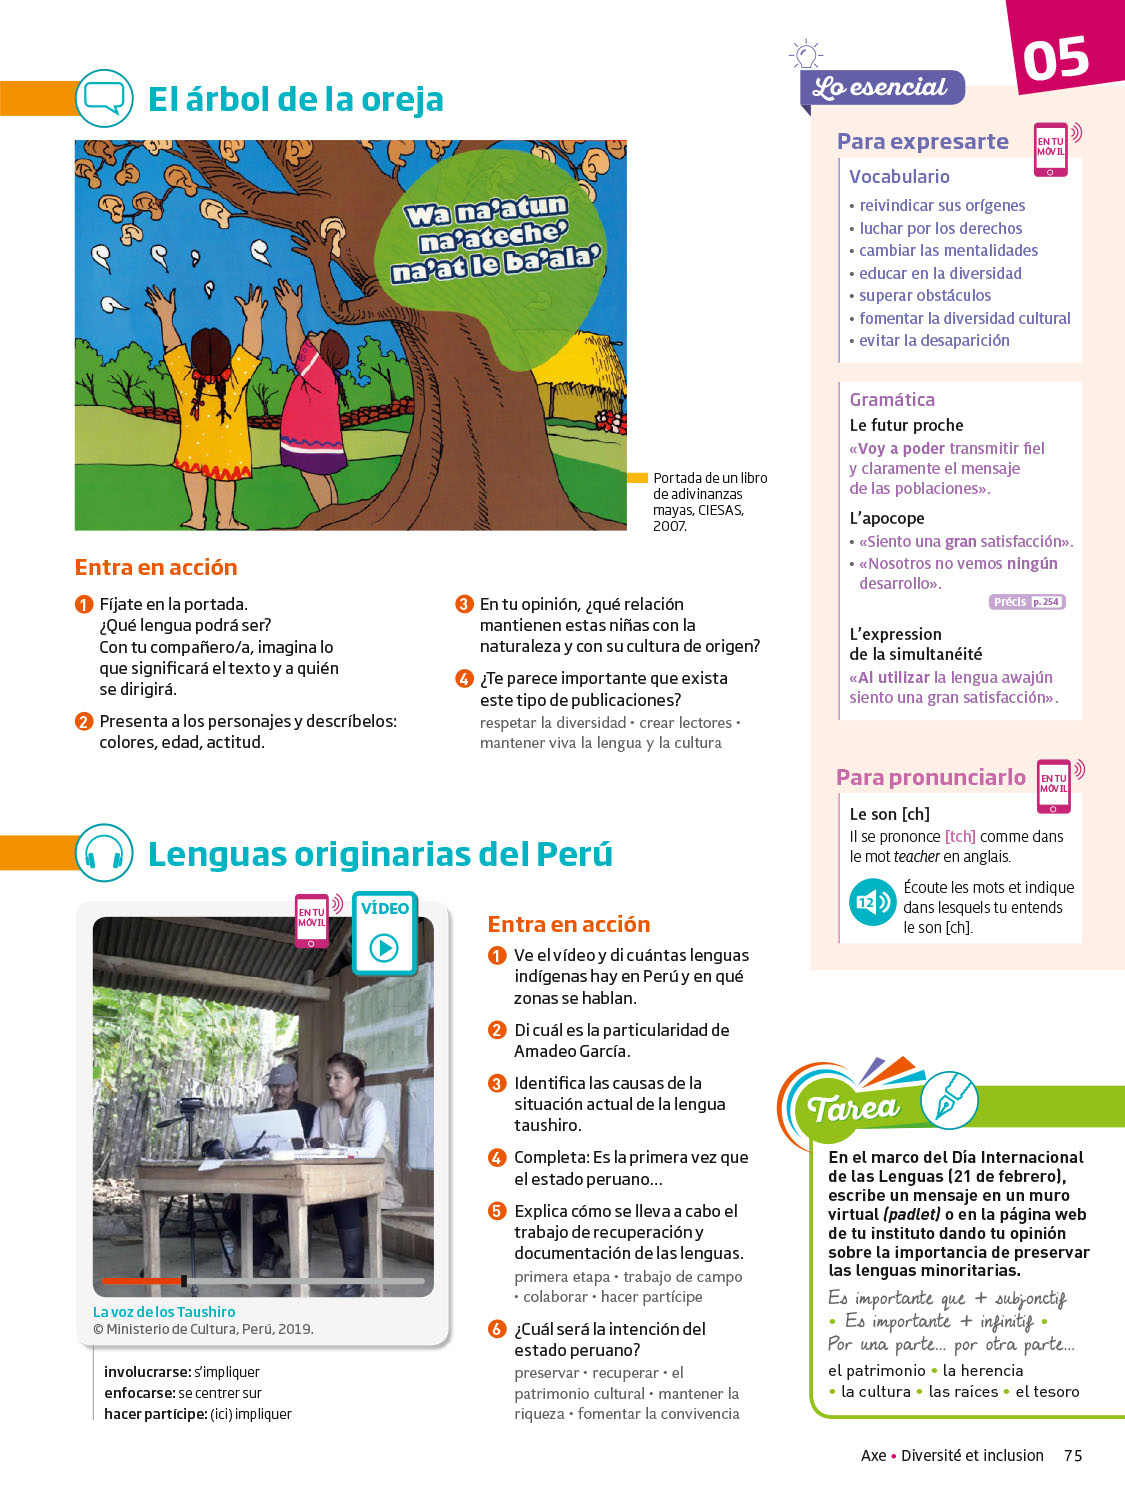 05
El árbol de la oreja
Wa na'atun
na'ateche'
na'at le ba'ala'
Portada de un libro
de adivinanzas
mayas, CIESAS,
2007.
Entra en acción
1 Fíjate en la portada.
¿Qué lengua podrá ser?
Con tu compañero/a, imagina lo
que significará el texto y a quién
se dirigirá.
2 Presenta a los personajes y descríbelos:
colores, edad, actitud.
3 En tu opinión, ¿qué relación
mantienen estas niñas con la
naturaleza y con su cultura de origen?
4 ¿Te parece importante que exista
este tipo de publicaciones?
respetar la diversidad • crear lectores •
mantener viva la lengua y la cultura
Lenguas originarias del Perú
EN TU
MÓVIL
VÍDEO
La voz de los Taushiro
© Ministerio de Cultura, Perú, 2019.
involucrarse: s'impliquer
enfocarse: se centrer sur
hacer partícipe: (ici) impliquer
Entra en acción
1 Ve el vídeo y di cuántas lenguas
indígenas hay en Perú y en qué
zonas se hablan.
2 Di cuál es la particularidad de
Amadeo García.
3 Identifica las causas de la
situación actual de la lengua
taushiro.
4 Completa: Es la primera vez que
el estado peruano...
5 Explica cómo se lleva a cabo el
trabajo de recuperación y
documentación de las lenguas.
primera etapa • trabajo de campo
• colaborar • hacer partícipe
6 ¿Cuál será la intención del
estado peruano?
preservar • recuperar • el
patrimonio cultural • mantener la
riqueza • fomentar la convivencia
Lo esencial
Para expresarte
EN TU
MÓVIL
Vocabulario
• reivindicar sus orígenes
• luchar por los derechos
• cambiar las mentalidades
• educar en la diversidad
• superar obstáculos
• fomentar la diversidad cultural
• evitar la desaparición
Gramática
Le futur proche
«Voy a poder transmitir fiel
y claramente el mensaje
de las poblaciones».
L'apocope
• «Siento una gran satisfacción».
• «Nosotros no vemos ningún
desarrollo».
Précis p. 254
L'expression
de la simultanéité
«Al utilizar la lengua awajún
siento una gran satisfacción».
Para pronunciarlo
EN TU
MÓVIL
Le son [ch]
Il se prononce [tch] comme dans
le mot teacher en anglais.
12
Écoute les mots et indique
dans lesquels tu entends
le son [ch].
Tarea
En el marco del Día Internacional
de las Lenguas (21 de febrero),
escribe un mensaje en un muro
virtual (padlet) o en la página web
de tu instituto dando tu opinión
sobre la importancia de preservar
las lenguas minoritarias.
Es importante que + subjonctif
• Es importante + infinitif •
Por una parte... por otra parte...
el patrimonio • la herencia
• la cultura • las raíces • el tesoro
Axe • Diversité et inclusion 75